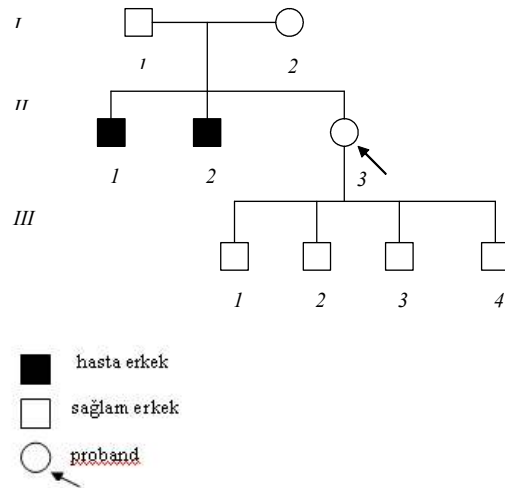 I
1 2
II
1 2 3
III
1 2 3 4
hasta erkek
sağlam erkek
proband